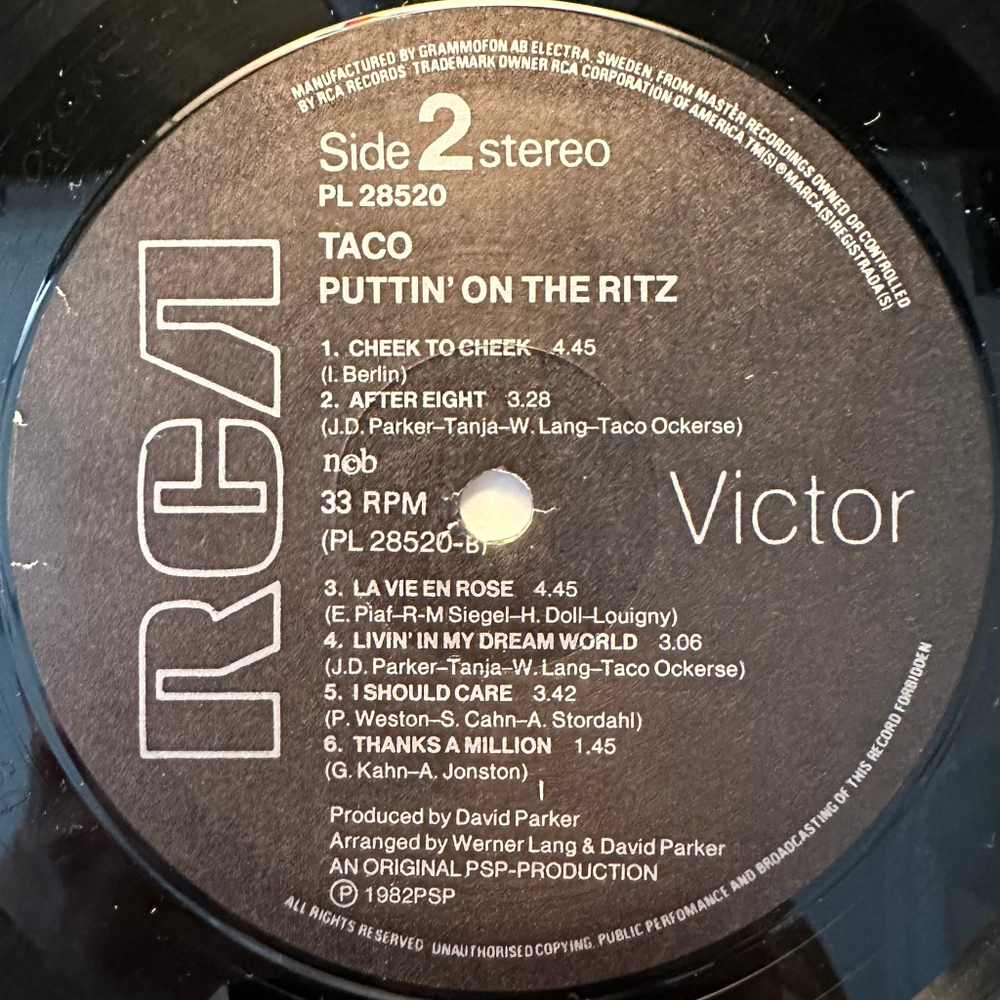 MANUFACTURED BY GRAMMOFON AB ELECTRA, SWEDEN, FROM MASTER RECORDINGS OWNED OR CONTROLLED
BY RCA RECORDS TRADEMARK OWNER RCA CORPORATION OF AMERICA.TM(S)®MARCA(S)REGISTRADA(S)
Side 2 stereo
PL 28520
TACO
PUTTIN' ON THE RITZ
1. CHEEK TO CHEEK 4.45
(I. Berlin)
2. AFTER EIGHT 3.28
(J.D. Parker–Tanja–W. Lang–Taco Ockerse)
n©b
33 RPM
(PL 28520-B)
RCA
Victor
3. LA VIE EN ROSE 4.45
(E. Piaf–R-M Siegel–H. Doll–Louigny)
4. LIVIN' IN MY DREAM WORLD 3.06
(J.D. Parker–Tanja–W. Lang–Taco Ockerse)
5. I SHOULD CARE 3.42
(P. Weston–S. Cahn–A. Stordahl)
6. THANKS A MILLION 1.45
(G. Kahn–A. Jonston)
Produced by David Parker
Arranged by Werner Lang & David Parker
AN ORIGINAL PSP-PRODUCTION
℗ 1982PSP
ALL RIGHTS RESERVED UNAUTHORISED COPYING, PUBLIC PERFOMANCE AND BROADCASTING OF THIS RECORD FORBIDDEN